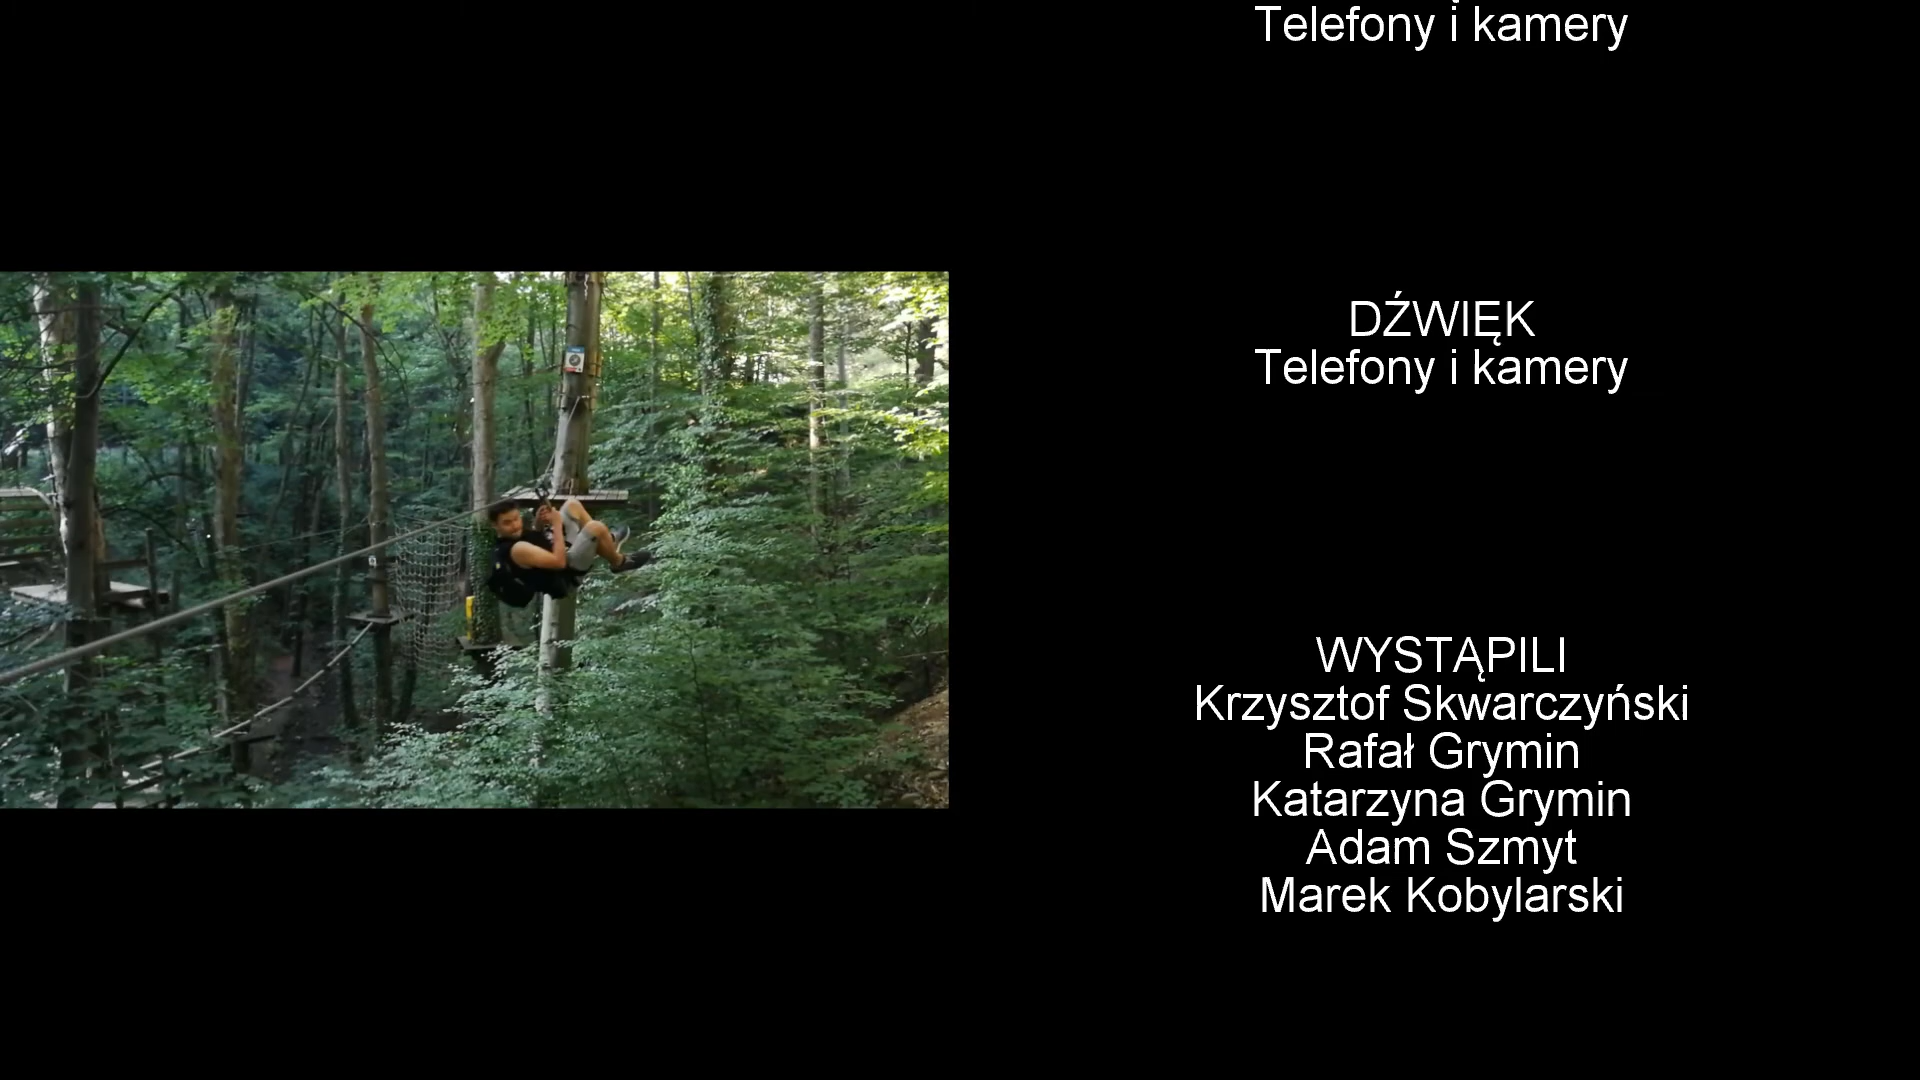 Telefony i kamery
DŹWIĘK
Telefony i kamery
WYSTĄPILI
Krzysztof Skwarczyński
Rafał Grymin
Katarzyna Grymin
Adam Szmyt
Marek Kobylarski